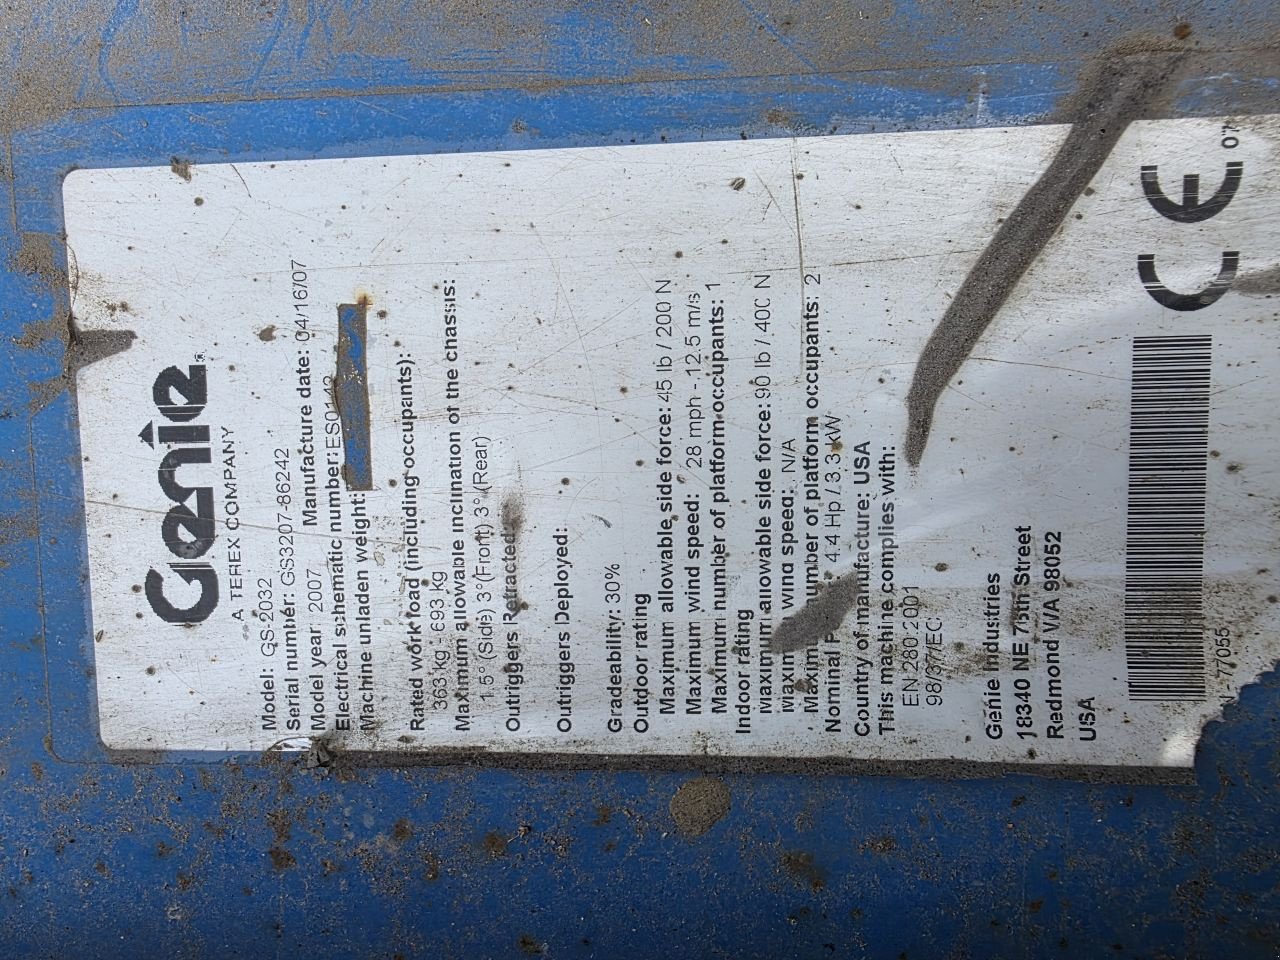 Genie
A TEREX COMPANY
Model: GS-2032
Serial number: GS3207-86242
Model year: 2007 Manufacture date: 04/16/07
Electrical schematic number: ES0142
Machine unladen weight:
Rated work load (including occupants):
363 kg - 693 kg
Maximum allowable inclination of the chassis:
1.5° (Side) 3° (Front) 3° (Rear)
Outriggers Retracted:
Outriggers Deployed:
Gradeability: 30%
Outdoor rating
Maximum allowable side force: 45 lb / 200 N
Maximum wind speed: 28 mph - 12.5 m/s
Maximum number of platform occupants: 1
Indoor rating
Maximum allowable side force: 90 lb / 400 N
Maximum wind speed: N/A
Maximum number of platform occupants: 2
Nominal 4.4 Hp / 3.3 kW
Country of manufacture: USA
This machine complies with:
EN 280:2001
98/37/EC
Genie Industries
18340 NE 76th Street
Redmond WA 98052
USA
77055
CE
07